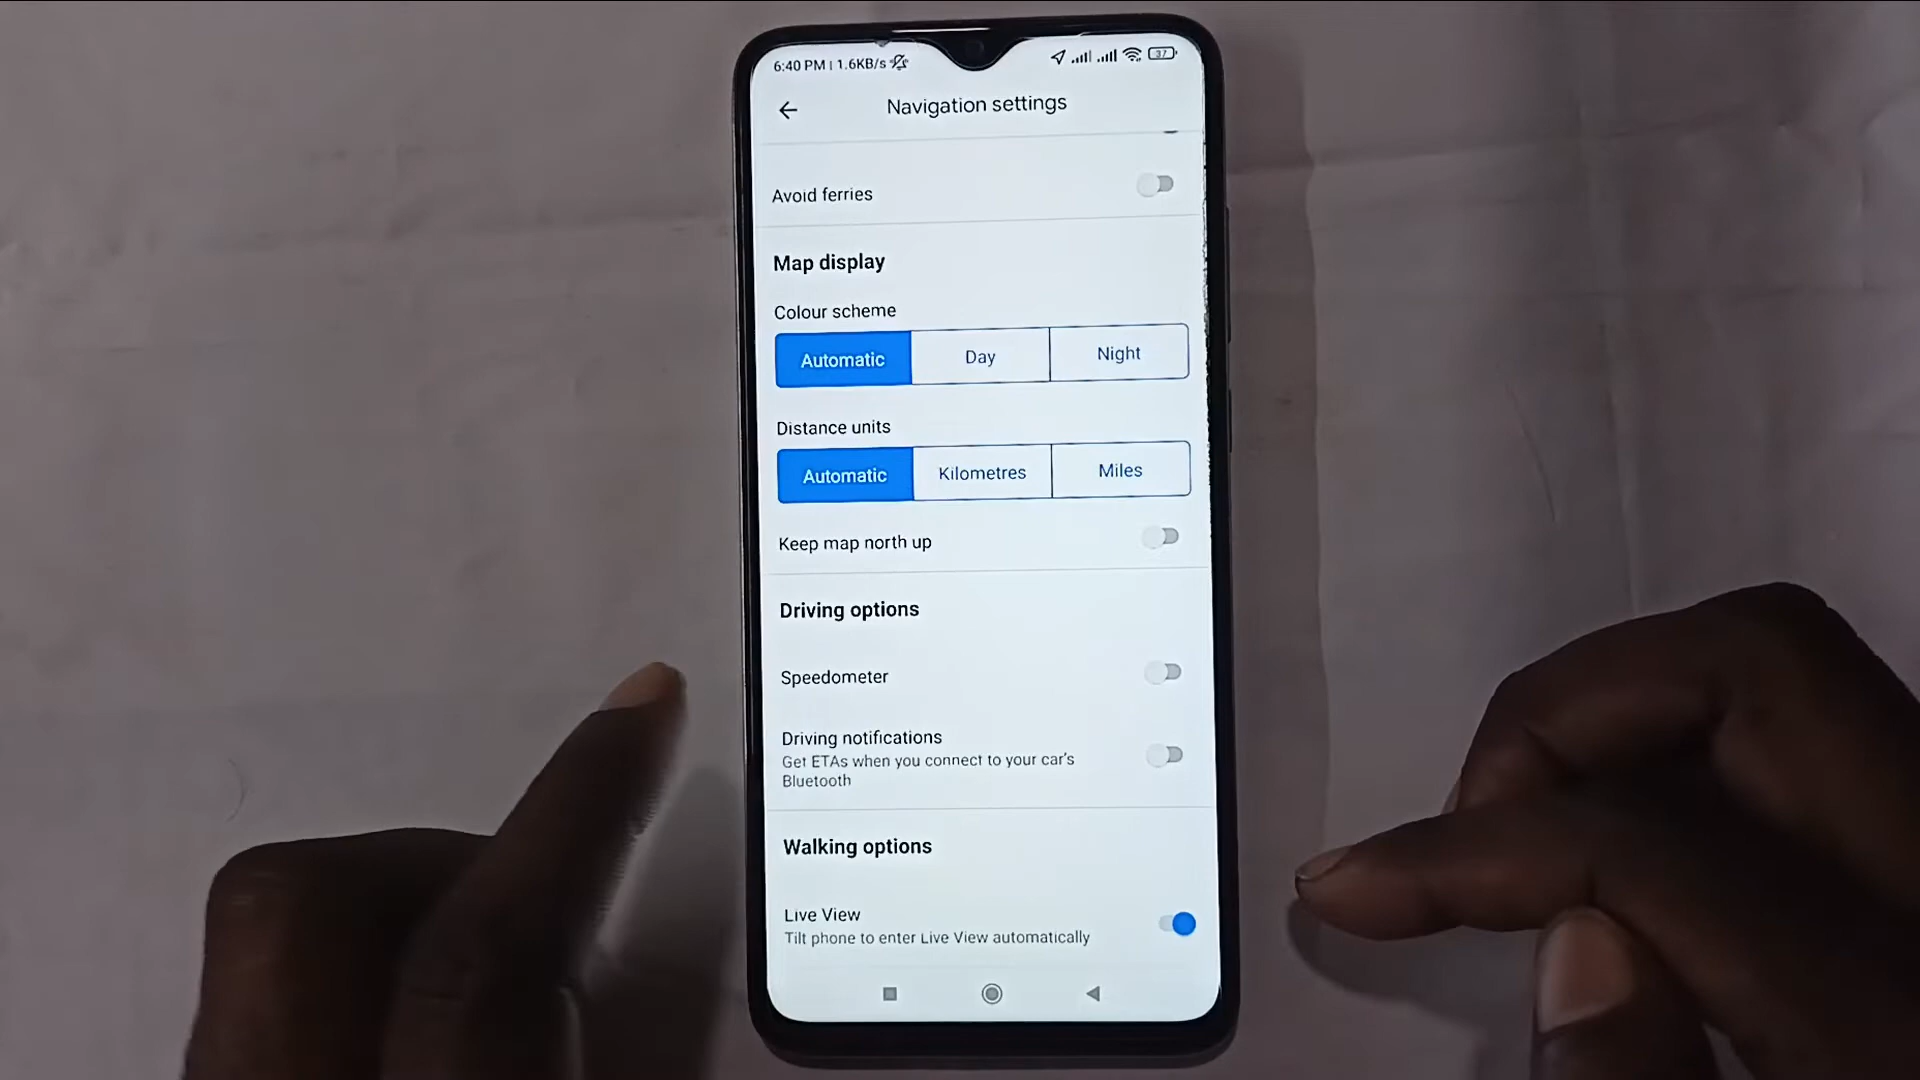 6:40 PM | 1.6KB/s
37
Navigation settings
Avoid ferries
Map display
Colour scheme
Automatic Day Night
Distance units
Automatic Kilometres Miles
Keep map north up
Driving options
Speedometer
Driving notifications
Get ETAs when you connect to your car's
Bluetooth
Walking options
Live View
Tilt phone to enter Live View automatically